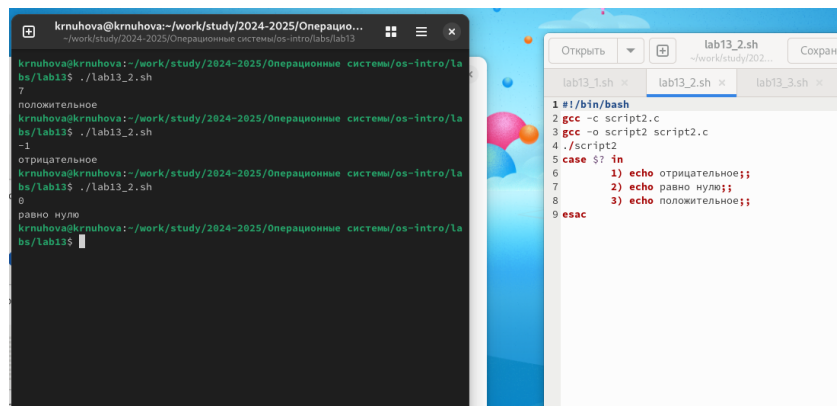 krnuhova@krnuhova:~/work/study/2024-2025/Операцио...
~/work/study/2024-2025/Операционные системы/os-intro/labs/lab13
krnuhova@krnuhova:~/work/study/2024-2025/Операционные системы/os-intro/la
bs/lab13$ ./lab13_2.sh
7
положительное
krnuhova@krnuhova:~/work/study/2024-2025/Операционные системы/os-intro/la
bs/lab13$ ./lab13_2.sh
-1
отрицательное
krnuhova@krnuhova:~/work/study/2024-2025/Операционные системы/os-intro/la
bs/lab13$ ./lab13_2.sh
0
равно нулю
krnuhova@krnuhova:~/work/study/2024-2025/Операционные системы/os-intro/la
bs/lab13$
Открыть
lab13_2.sh
~/work/study/202...
Сохран
lab13_1.sh × lab13_2.sh × lab13_3.sh ×
1 #!/bin/bash
2 gcc -c script2.c
3 gcc -o script2 script2.c
4 ./script2
5 case $? in
6 1) echo отрицательное;;
7 2) echo равно нулю;;
8 3) echo положительное;;
9 esac